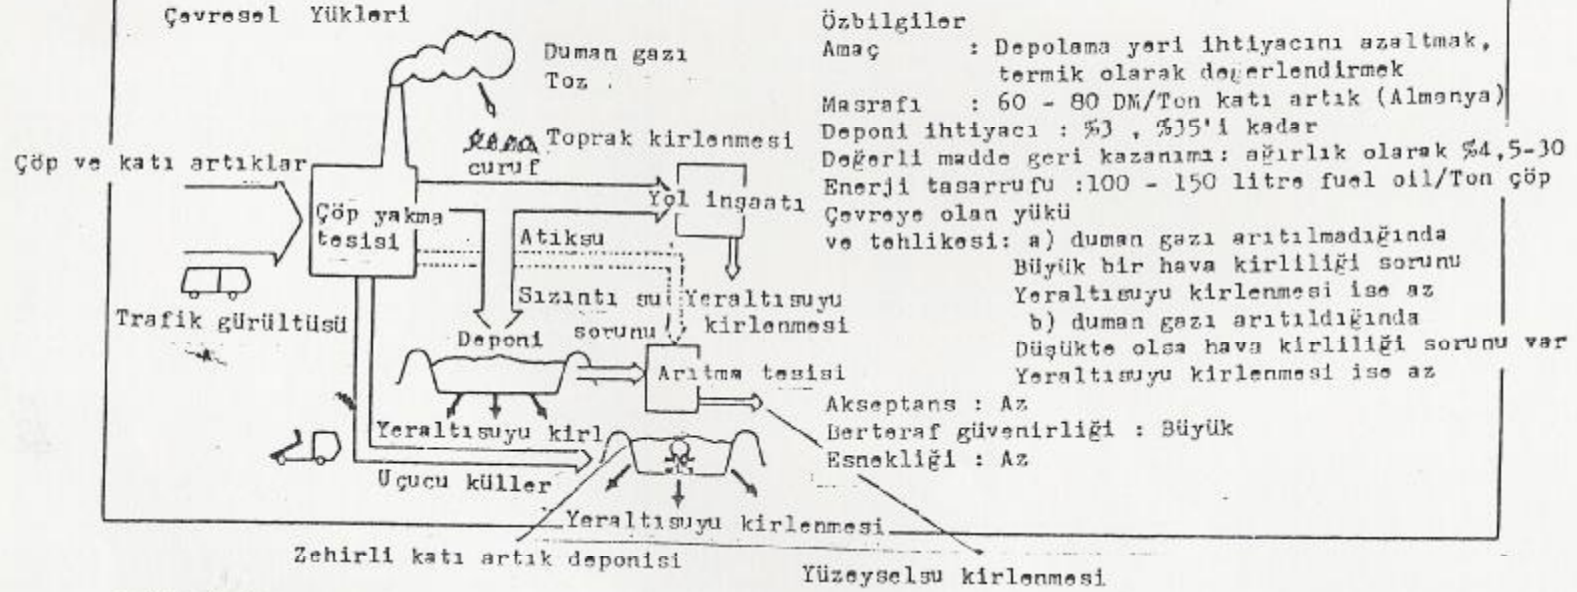 Çevresel Yükleri
Duman gazı
Toz
Toprak kirlenmesi
curuf
Çöp ve katı artıklar
Çöp yakma
tesisi
Yol inşaatı
Atıksu
Sızıntı su
sorunu
Yeraltısuyu
kirlenmesi
Trafik gürültüsü
Deponi
Arıtma tesisi
Yeraltısuyu kirl
Uçucu küller
Yeraltısuyu kirlenmesi
Zehirli katı artık deponisi
Yüzeyselsu kirlenmesi
Özbilgiler
Amaç : Depolama yeri ihtiyacını azaltmak,
termik olarak değerlendirmek
Masrafı : 60 - 80 DM/Ton katı artık (Almanya)
Deponi ihtiyacı : %3 , %35'i kadar
Değerli madde geri kazanımı: ağırlık olarak %4,5-30
Enerji tasarrufu :100 - 150 litre fuel oil/Ton çöp
Çevreye olan yükü
ve tehlikesi: a) duman gazı arıtılmadığında
Büyük bir hava kirliliği sorunu
Yeraltısuyu kirlenmesi ise az
b) duman gazı arıtıldığında
Düşükte olsa hava kirliliği sorunu var
Yeraltısuyu kirlenmesi ise az
Akseptans : Az
Berteraf güvenirliği : Büyük
Esnekliği : Az